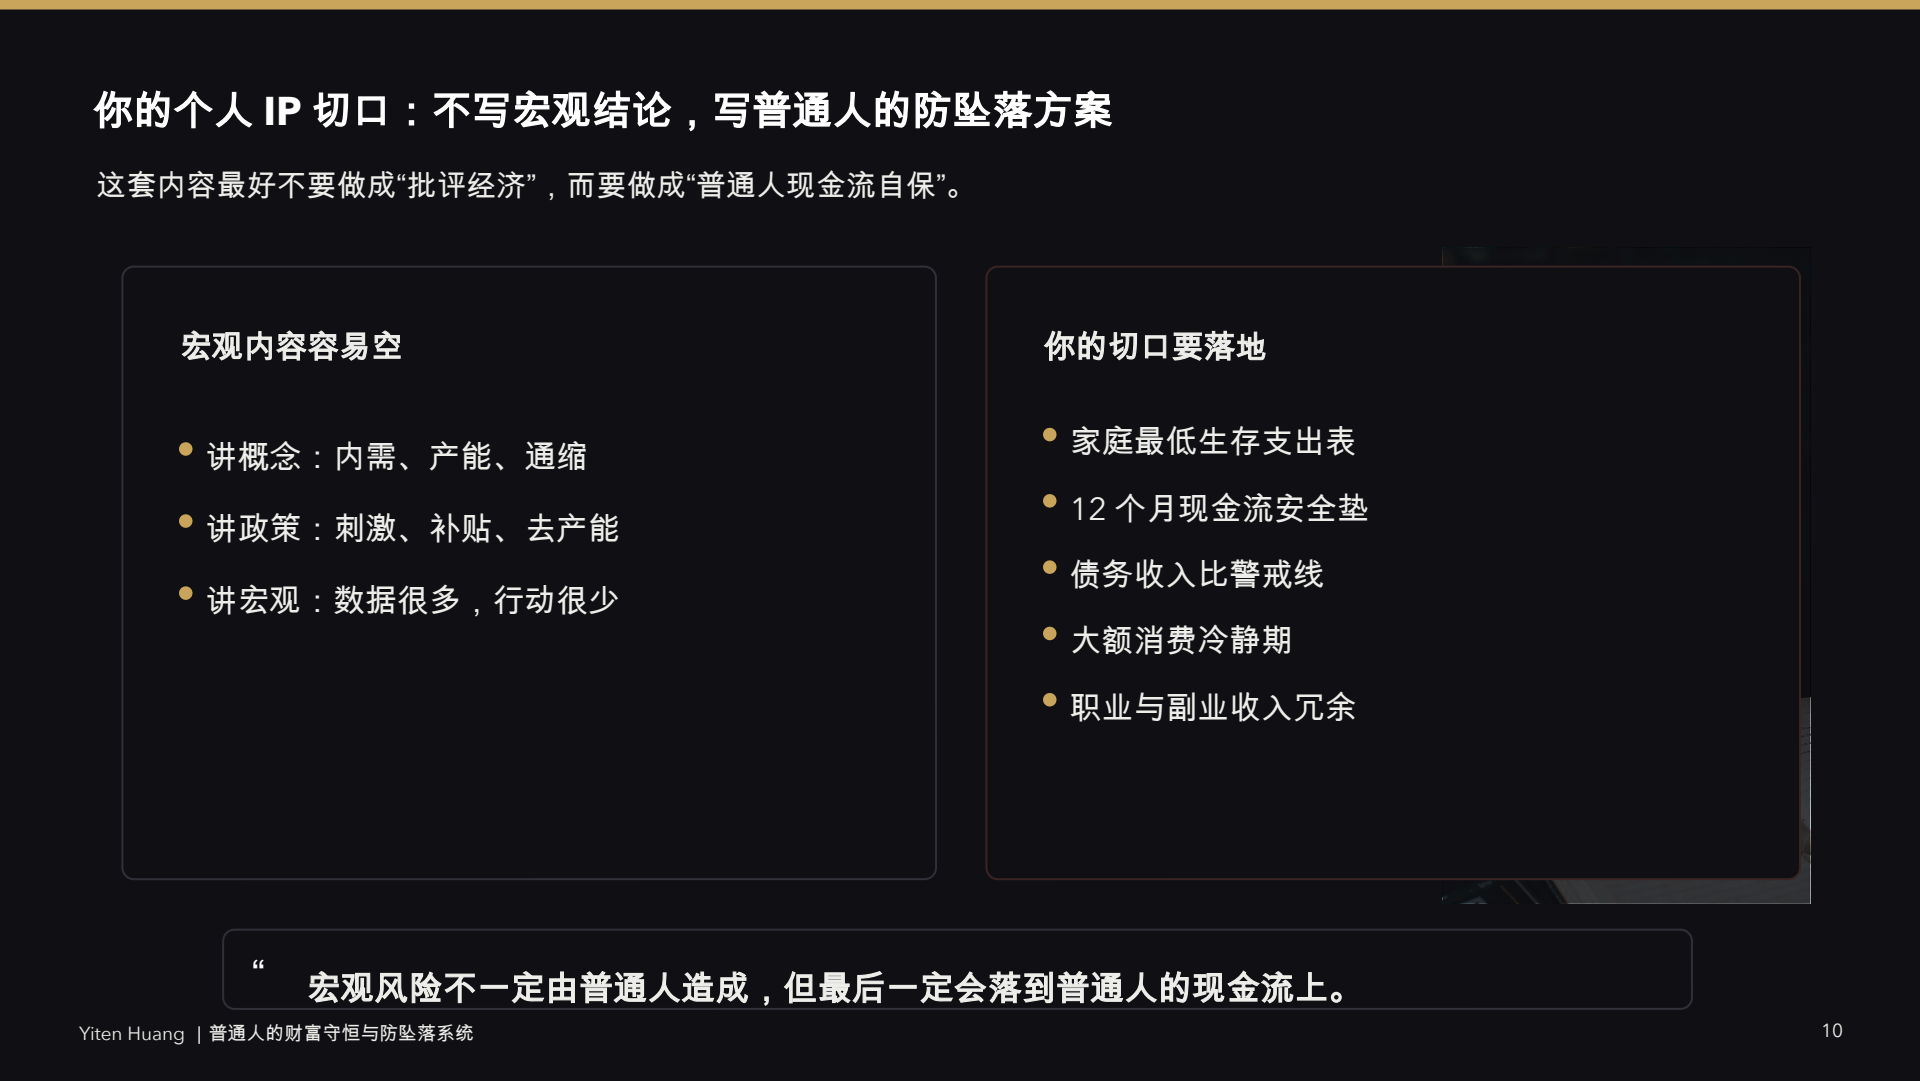 你的个人 IP 切口：不写宏观结论，写普通人的防坠落方案
这套内容最好不要做成“批评经济”，而要做成“普通人现金流自保”。
宏观内容容易空
讲概念：内需、产能、通缩
讲政策：刺激、补贴、去产能
讲宏观：数据很多，行动很少
你的切口要落地
家庭最低生存支出表
12 个月现金流安全垫
债务收入比警戒线
大额消费冷静期
职业与副业收入冗余
“ 宏观风险不一定由普通人造成，但最后一定会落到普通人的现金流上。
Yiten Huang | 普通人的财富守恒与防坠落系统
10